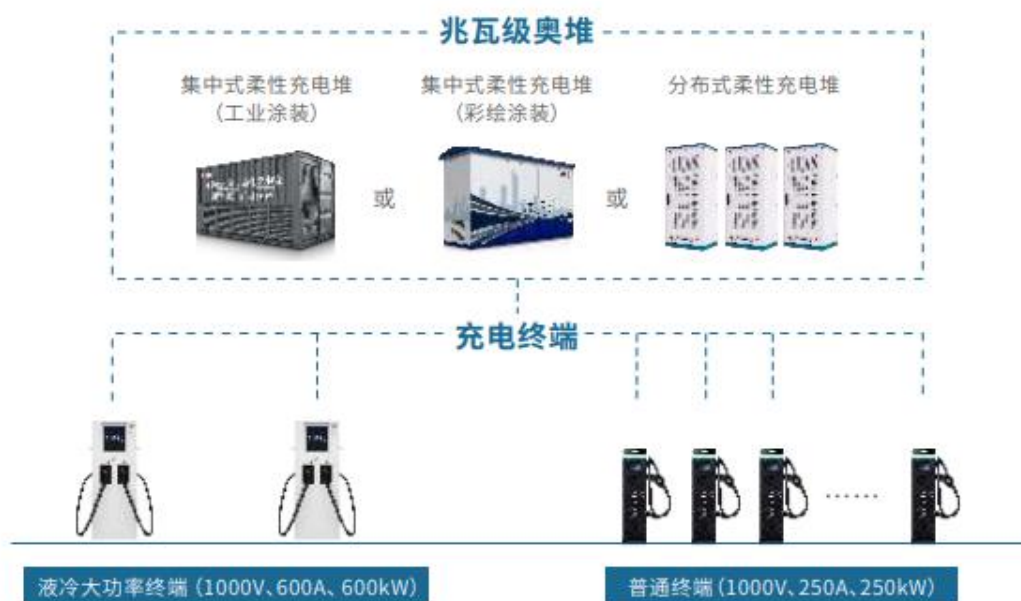 兆瓦级奥堆
集中式柔性充电堆
(工业涂装)
集中式柔性充电堆
(彩绘涂装)
分布式柔性充电堆
或
或
充电终端
······
液冷大功率终端(1000V、600A、600kW)
普通终端(1000V、250A、250kW)